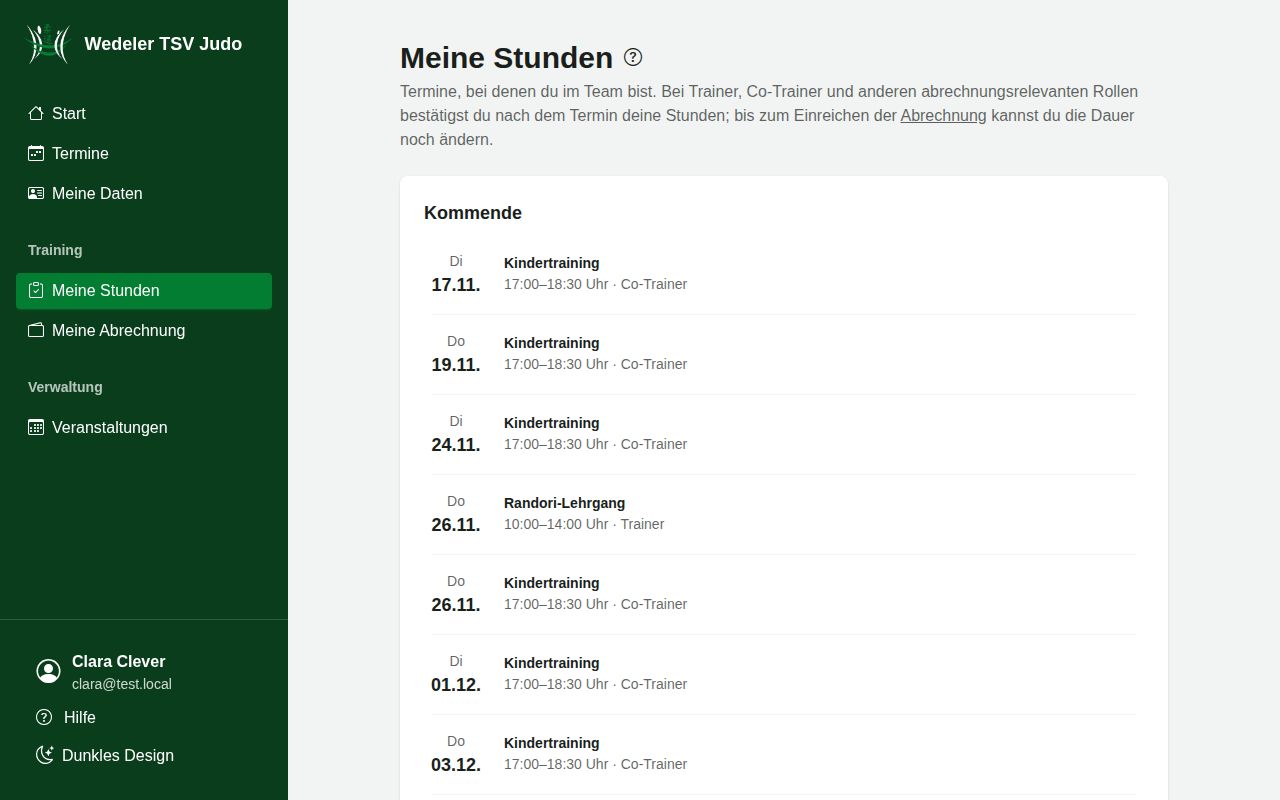 Wedeler TSV Judo
Start
Termine
Meine Daten
Training
Meine Stunden
Meine Abrechnung
Verwaltung
Veranstaltungen
Clara Clever
clara@test.local
Hilfe
Dunkles Design
Meine Stunden
Termine, bei denen du im Team bist. Bei Trainer, Co-Trainer und anderen abrechnungsrelevanten Rollen
bestätigst du nach dem Termin deine Stunden; bis zum Einreichen der Abrechnung kannst du die Dauer
noch ändern.
Kommende
Di
17.11.
Kindertraining
17:00–18:30 Uhr · Co-Trainer
Do
19.11.
Kindertraining
17:00–18:30 Uhr · Co-Trainer
Di
24.11.
Kindertraining
17:00–18:30 Uhr · Co-Trainer
Do
26.11.
Randori-Lehrgang
10:00–14:00 Uhr · Trainer
Do
26.11.
Kindertraining
17:00–18:30 Uhr · Co-Trainer
Di
01.12.
Kindertraining
17:00–18:30 Uhr · Co-Trainer
Do
03.12.
Kindertraining
17:00–18:30 Uhr · Co-Trainer